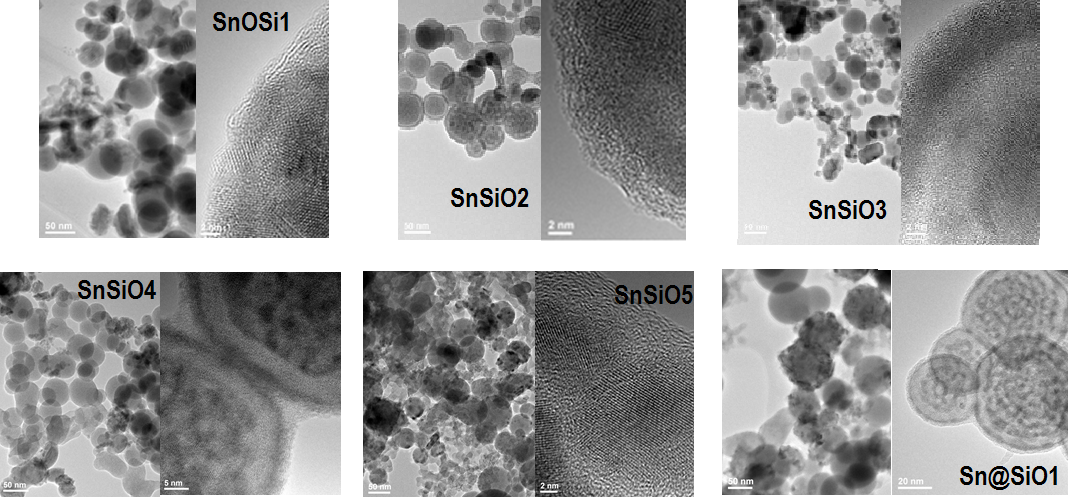 SnOSi1
50 nm
SnSiO2
50 nm
2 nm
SnSiO3
2 nm
SnSiO4
50 nm
5 nm
SnSiO5
50 nm
2 nm
50 nm
Sn@SiO1
20 nm